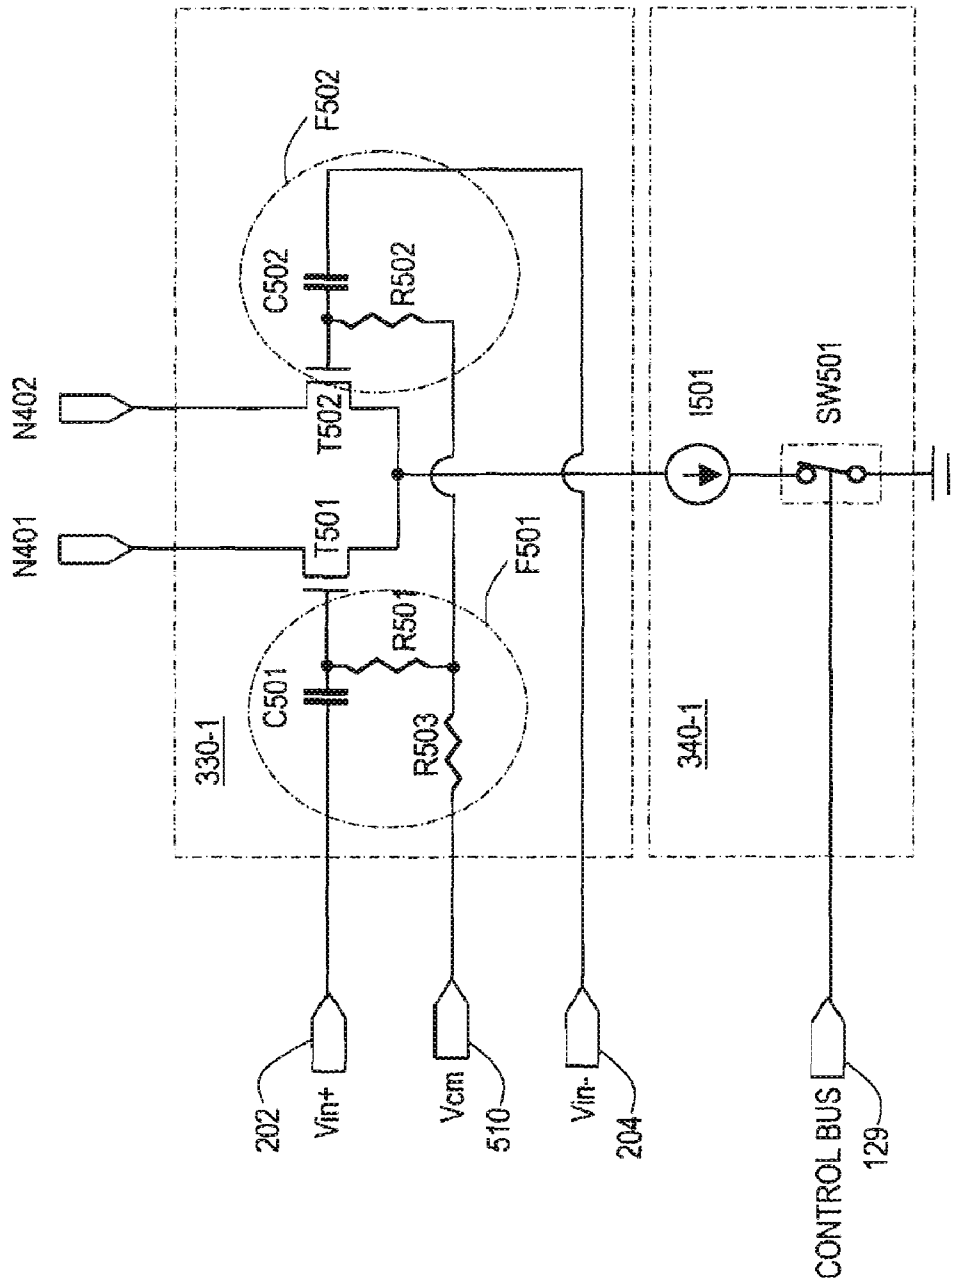 N401
N402
F502
C502
R502
T502
T501
F501
R501
C501
R503
330-1
I501
SW501
340-1
202
Vin+
Vcm
510
Vin-
204
CONTROL BUS
129